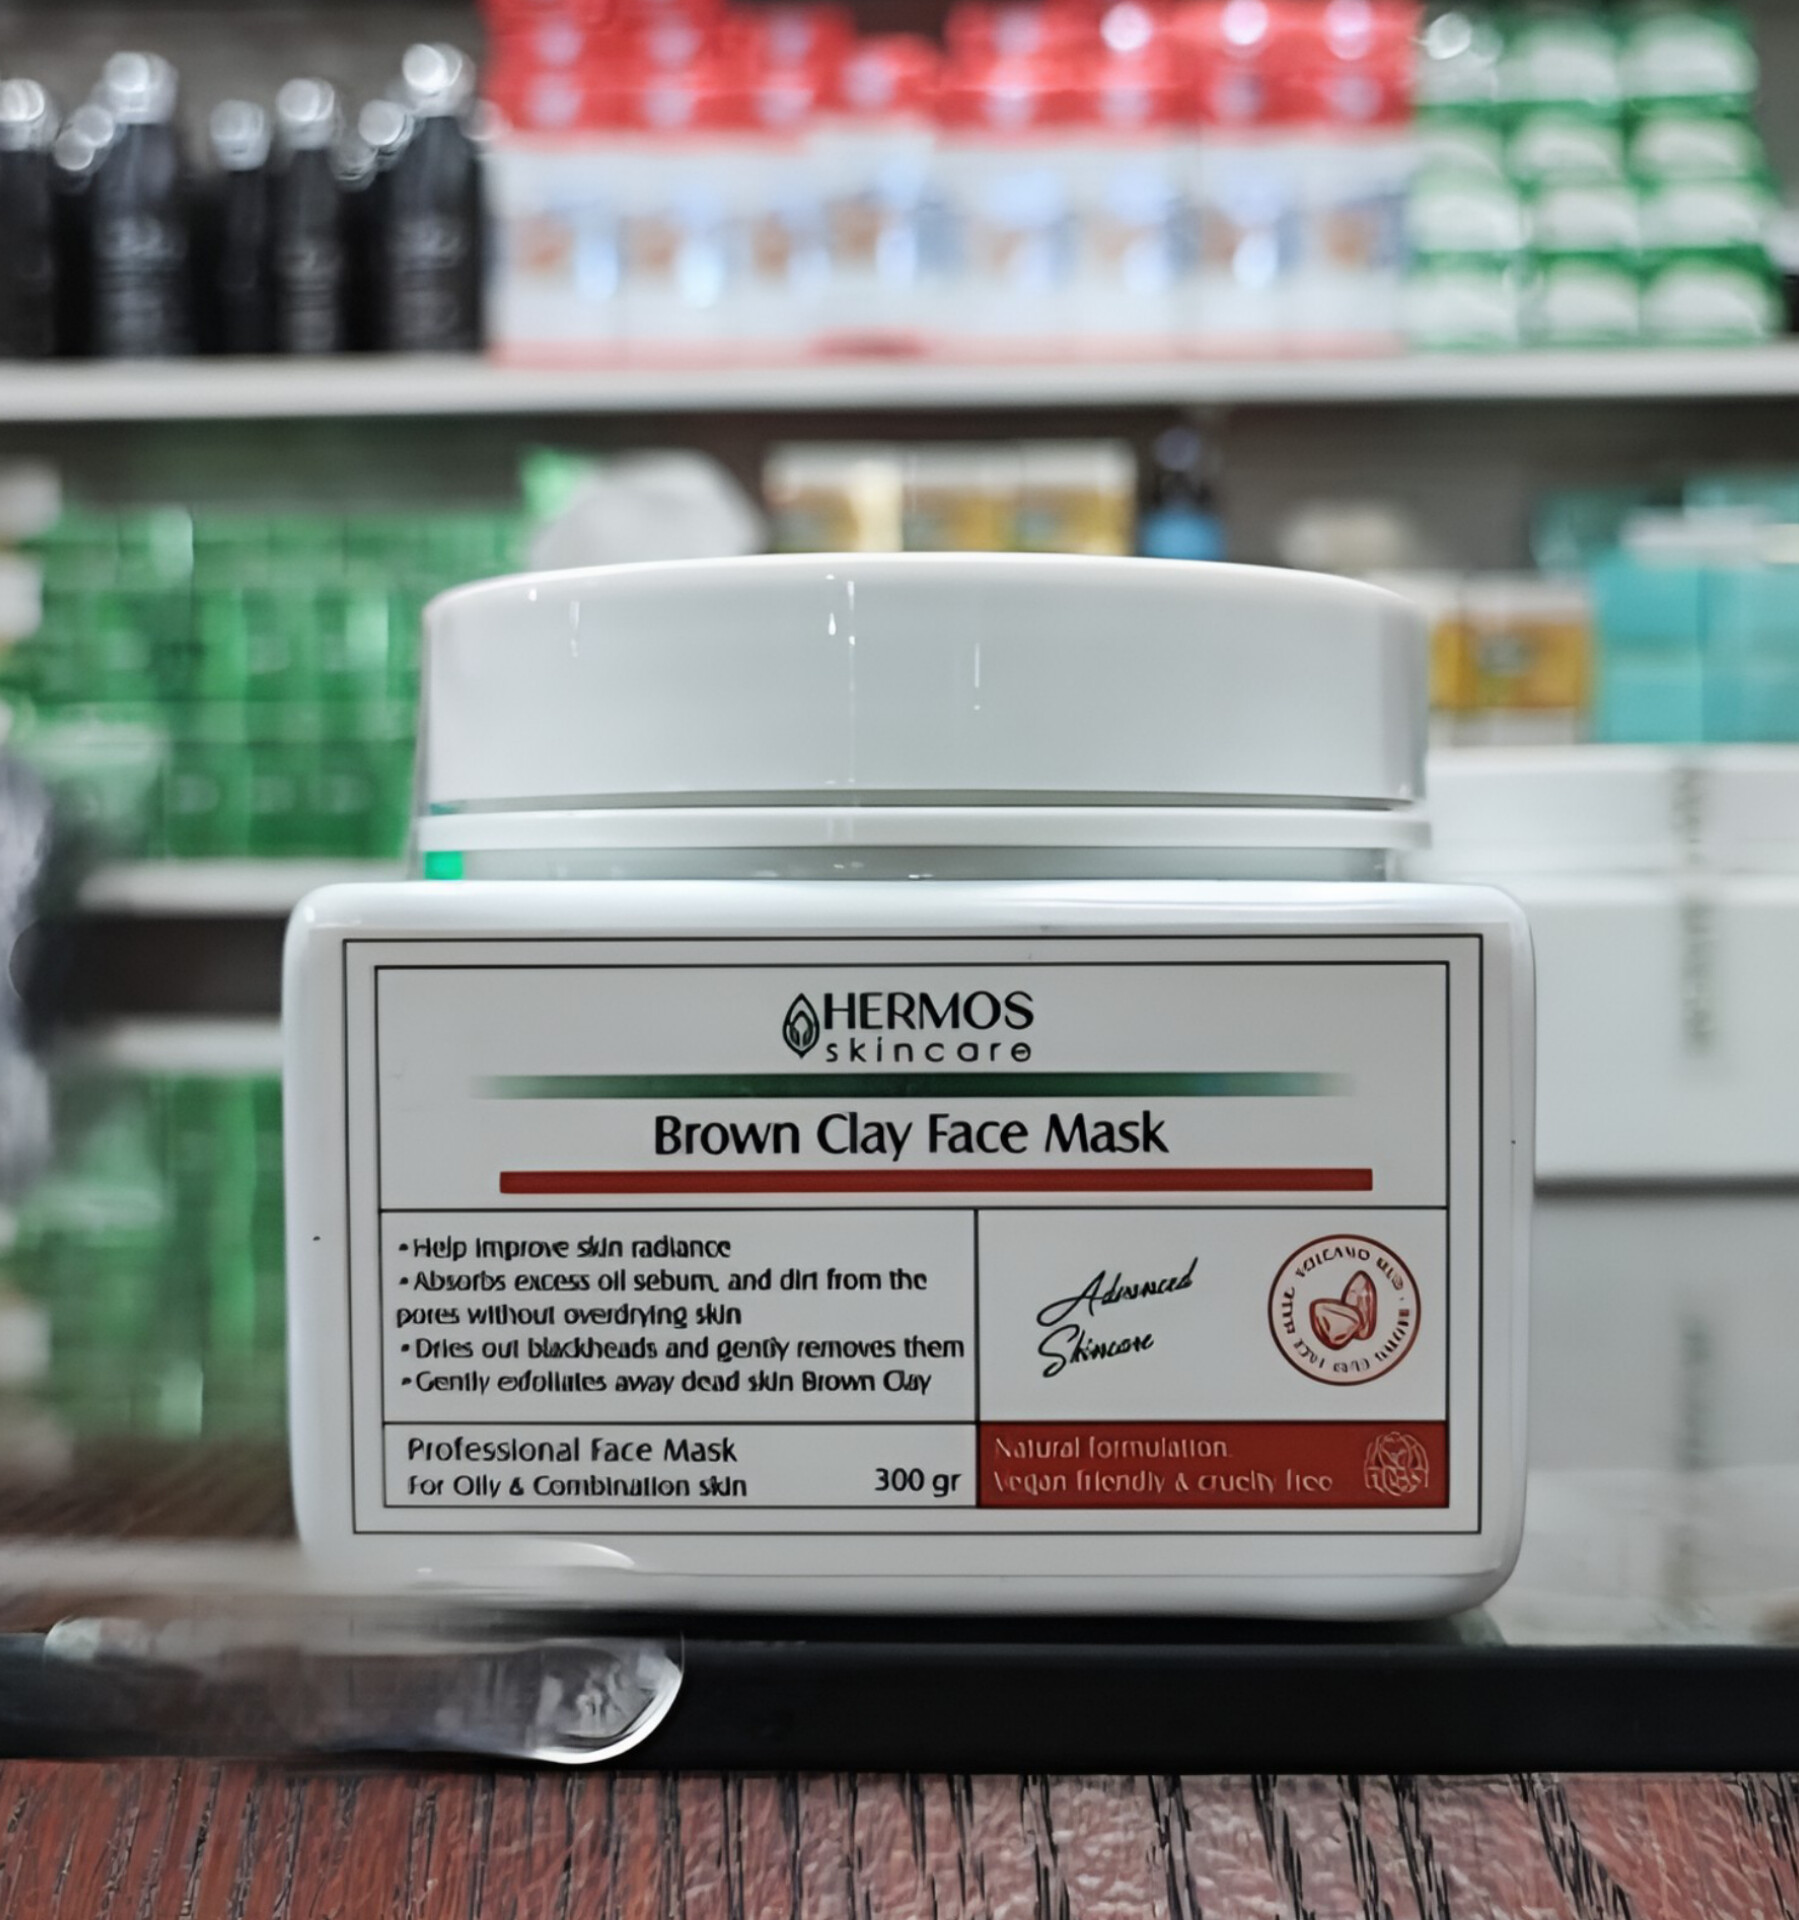 HERMOS
skincare
Brown Clay Face Mask
• Help improve skin radiance
• Absorbs excess oil sebum, and dirt from the
pores without overdrying skin
• Dries out blackheads and gently removes them
• Gently exfoliates away dead skin Brown Clay
Advanced
Skincare
Professional Face Mask
For Oily & Combination skin
300 gr
Natural formulation.
Vegan friendly & cruelty free